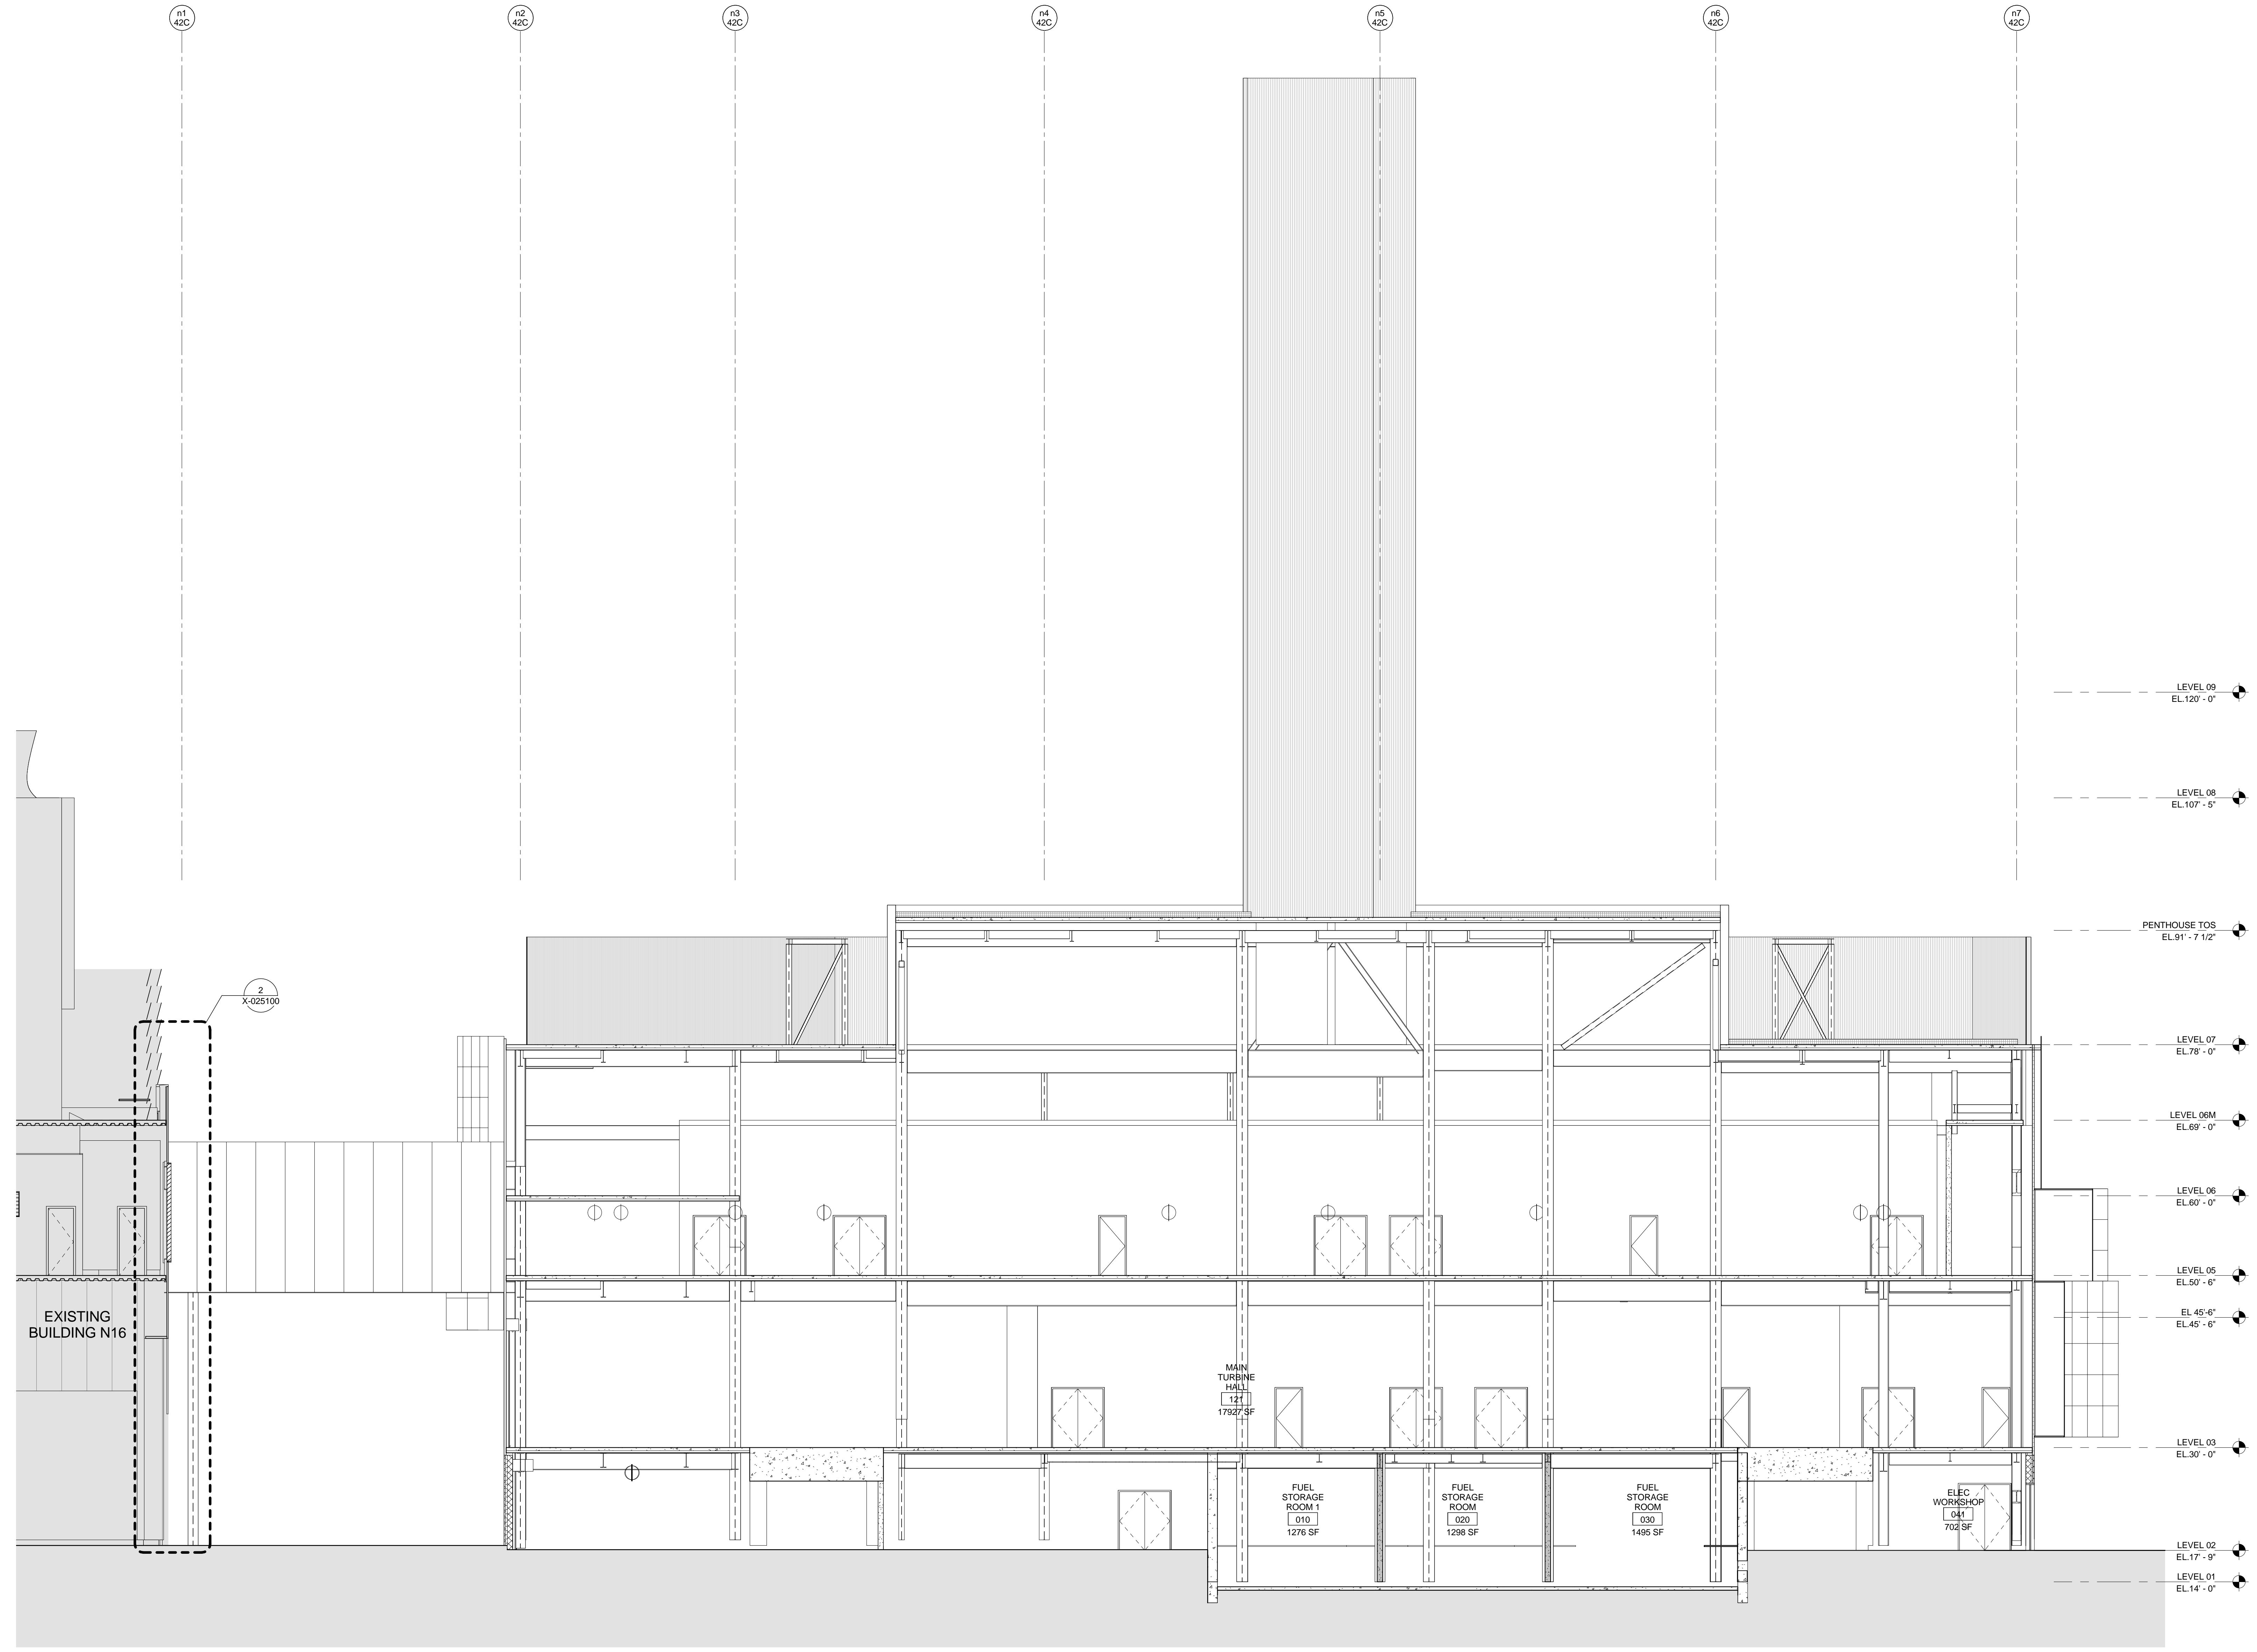 n1
42C
n2
42C
n3
42C
n4
42C
n5
42C
n6
42C
n7
42C
LEVEL 09
EL.120' - 0"
LEVEL 08
EL.107' - 5"
PENTHOUSE TOS
EL.91' - 7 1/2"
2
X-025100
LEVEL 07
EL.78' - 0"
LEVEL 06M
EL.69' - 0"
LEVEL 06
EL.60' - 0"
LEVEL 05
EL.50' - 6"
EXISTING
BUILDING N16
EL 45'-6"
EL.45' - 6"
MAIN
TURBINE
HALL
121
17927 SF
LEVEL 03
EL.30' - 0"
FUEL
STORAGE
ROOM 1
010
1276 SF
FUEL
STORAGE
ROOM
020
1298 SF
FUEL
STORAGE
ROOM
030
1495 SF
ELEC
WORKSHOP
041
702 SF
LEVEL 02
EL.17' - 9"
LEVEL 01
EL.14' - 0"